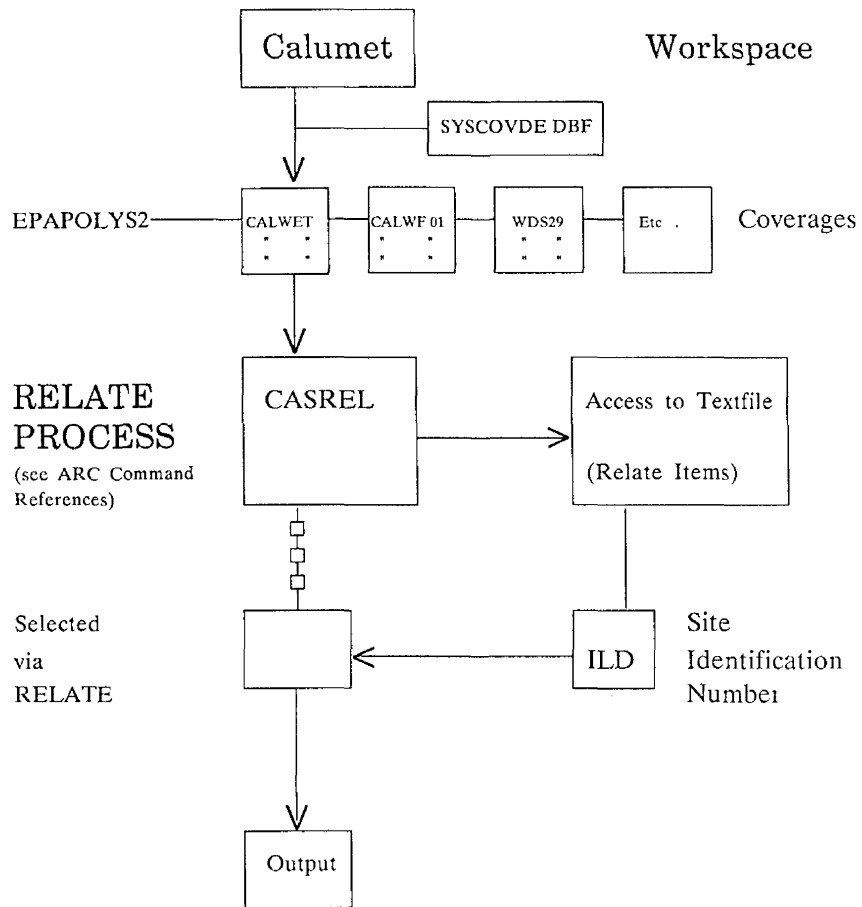 Calumet
Workspace
SYSCOVDE DBF
EPAPOLYS2
CALWET
CALWF 01
WDS29
Etc .
Coverages
" "
" "
" "
" "
" "
" "
RELATE
PROCESS
(see ARC Command
References)
CASREL
Access to Textfile
(Relate Items)
Selected
via
RELATE
ILD
Site
Identification
Number
Output